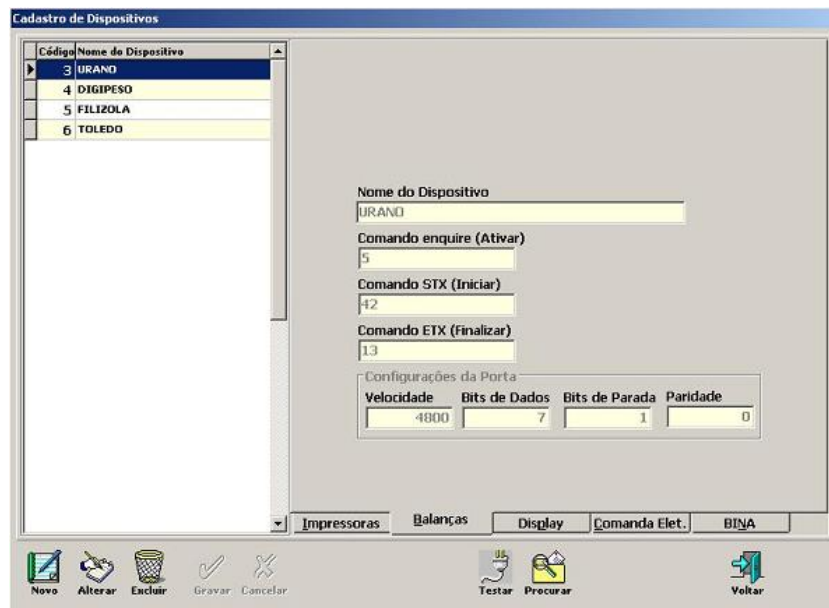 Cadastro de Dispositivos
Código Nome do Dispositivo
3 URANO
4 DIGIPESO
5 FILIZOLA
6 TOLEDO
Nome do Dispositivo
URANO
Comando enquire (Ativar)
5
Comando STX (Iniciar)
42
Comando ETX (Finalizar)
13
Configurações da Porta
Velocidade Bits de Dados Bits de Parada Paridade
4800 7 1 0
Impressoras Balanças Display Comanda Elet. BINA
Novo Alterar Excluir Gravar Cancelar Testar Procurar Voltar